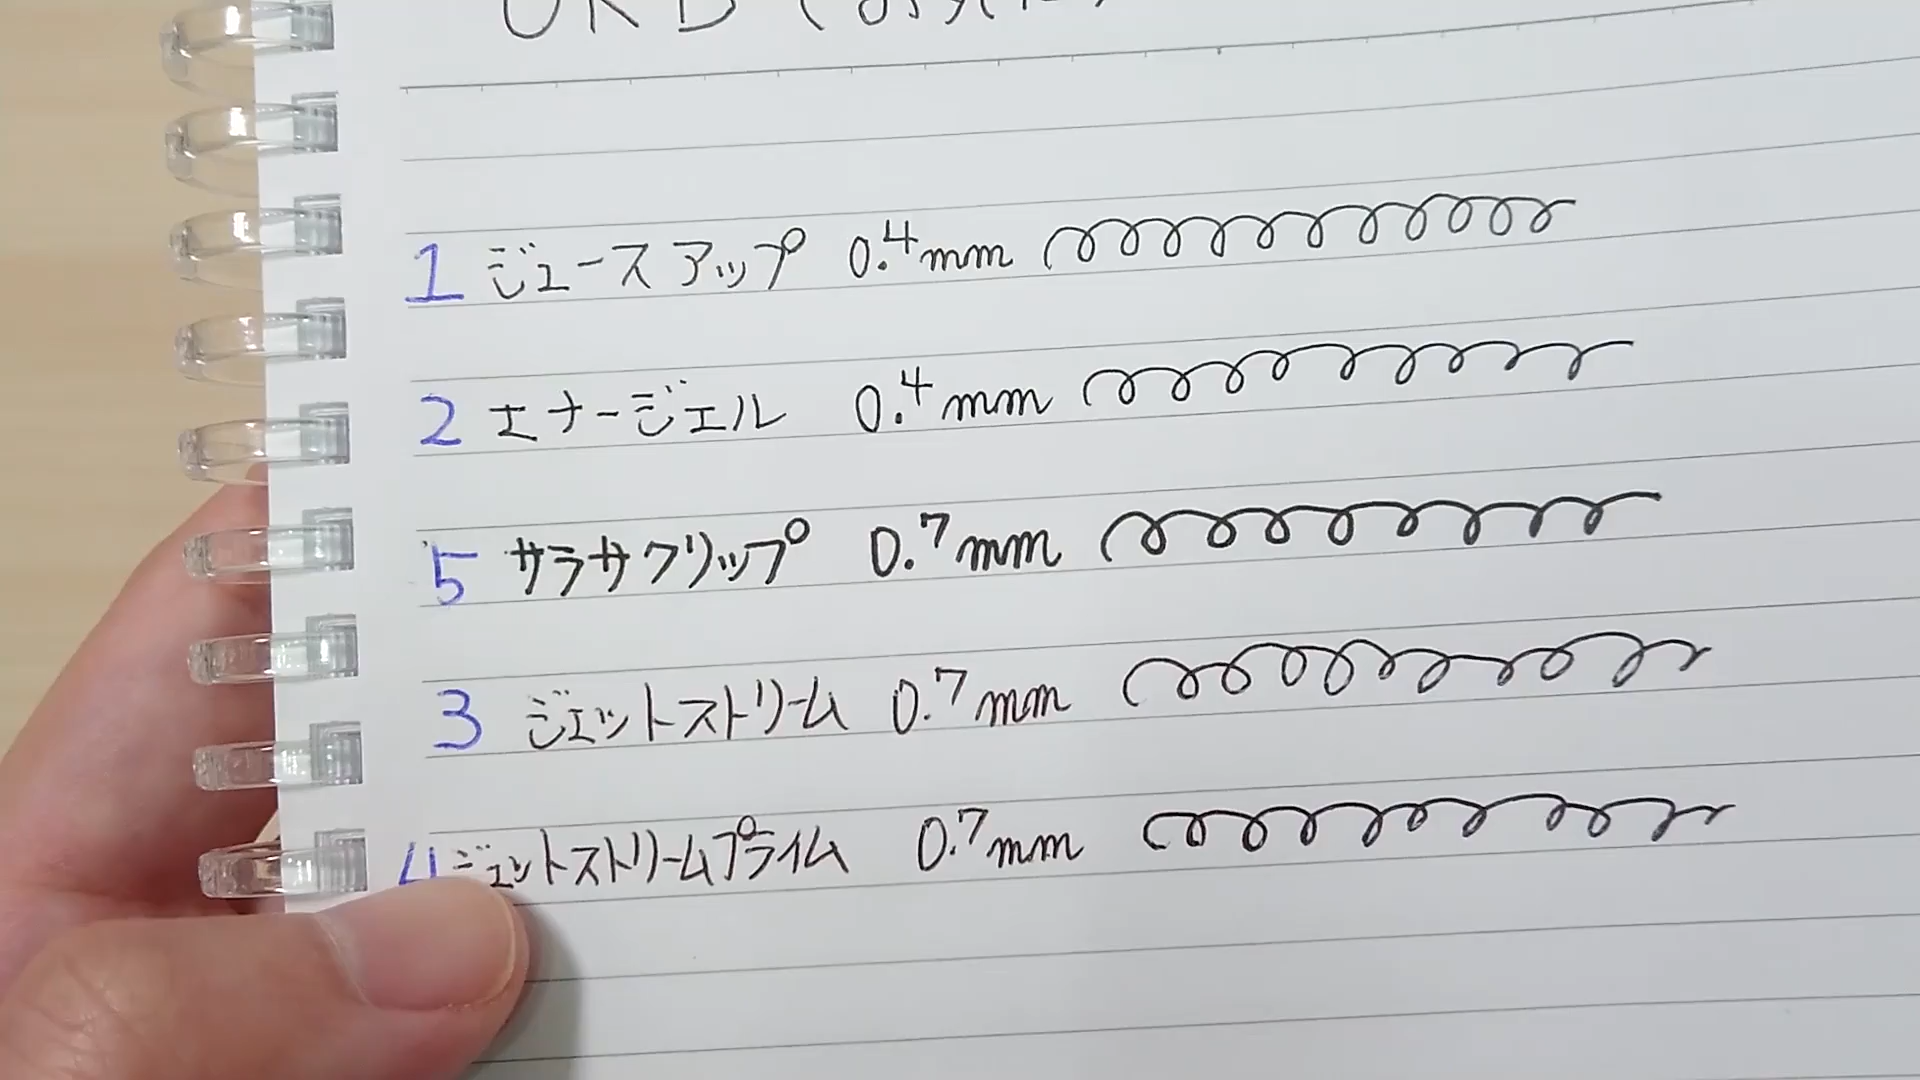 1 ジュースアップ 0.4mm
2 エナージェル 0.4mm
5 サラサクリップ 0.7mm
3 ジェットストリーム 0.7mm
4 ジェットストリームプライム 0.7mm